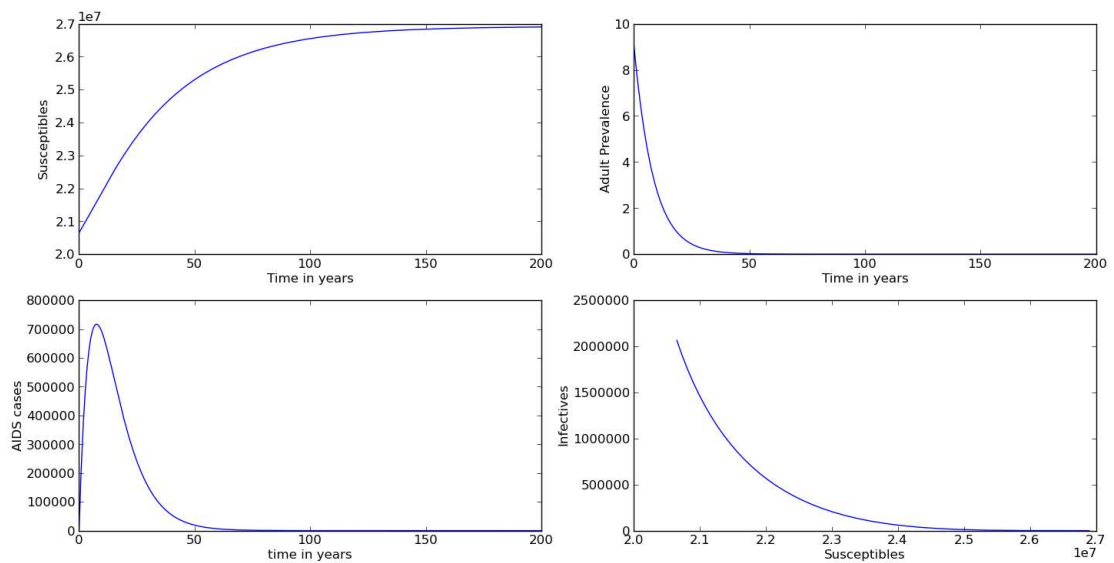 1e7
2.7
2.6
2.5
2.4
2.3
2.2
2.1
2.0
Susceptibles
0 50 100 150 200
Time in years
10
8
6
4
2
0
Adult Prevalence
0 50 100 150 200
Time in years
800000
700000
600000
500000
400000
300000
200000
100000
0
AIDS cases
0 50 100 150 200
time in years
2500000
2000000
1500000
1000000
500000
0
Infectives
2.0 2.1 2.2 2.3 2.4 2.5 2.6 2.7
Susceptibles 1e7